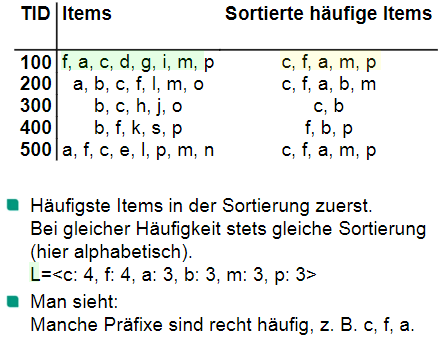 TID Items Sortierte häufige Items
100 f, a, c, d, g, i, m, p c, f, a, m, p
200 a, b, c, f, l, m, o c, f, a, b, m
300 b, c, h, j, o c, b
400 b, f, k, s, p f, b, p
500 a, f, c, e, l, p, m, n c, f, a, m, p
Häufigste Items in der Sortierung zuerst.
Bei gleicher Häufigkeit stets gleiche Sortierung
(hier alphabetisch).
L=<c: 4, f: 4, a: 3, b: 3, m: 3, p: 3>
Man sieht:
Manche Präfixe sind recht häufig, z. B. c, f, a.